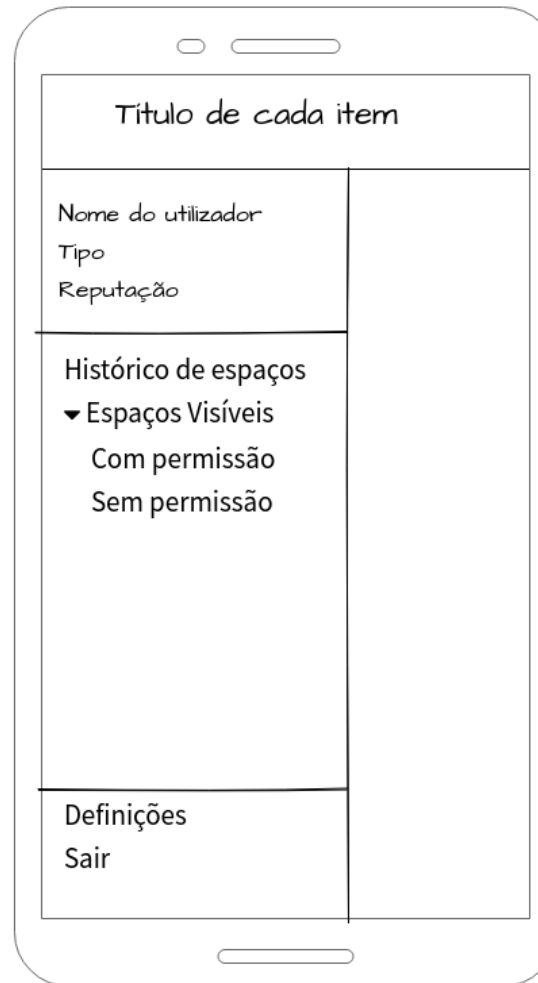 Título de cada item
Nome do utilizador
Tipo
Reputação
Histórico de espaços
Espaços Visíveis
Com permissão
Sem permissão
Definições
Sair